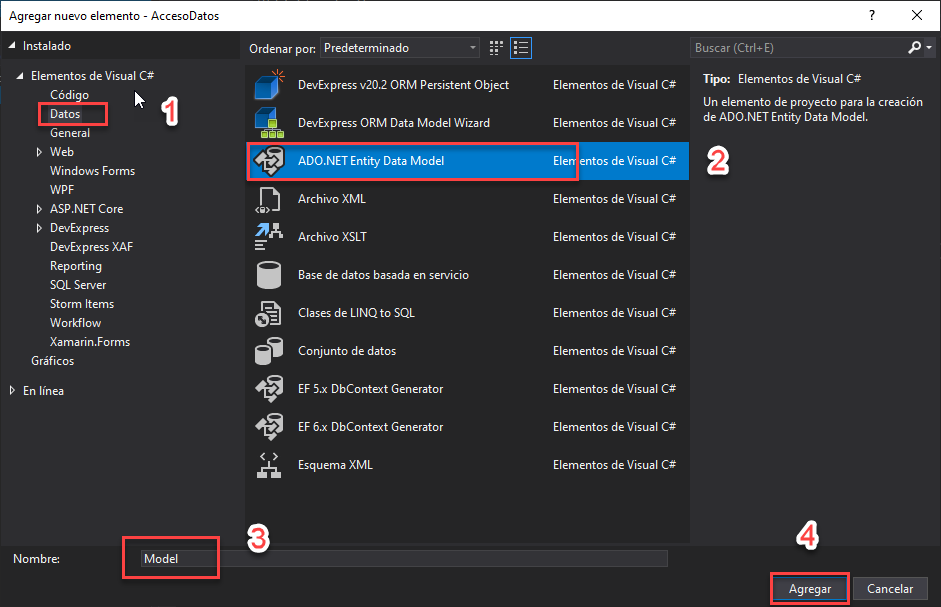 Agregar nuevo elemento - AccesoDatos
?
Instalado
Ordenar por: Predeterminado
Buscar (Ctrl+E)
Elementos de Visual C#
Código
Datos
General
Web
Windows Forms
WPF
ASP.NET Core
DevExpress
DevExpress XAF
Reporting
SQL Server
Storm Items
Workflow
Xamarin.Forms
Gráficos
En línea
1
DevExpress v20.2 ORM Persistent Object Elementos de Visual C#
DevExpress ORM Data Model Wizard Elementos de Visual C#
ADO.NET Entity Data Model Elementos de Visual C#
Archivo XML Elementos de Visual C#
Archivo XSLT Elementos de Visual C#
Base de datos basada en servicio Elementos de Visual C#
Clases de LINQ to SQL Elementos de Visual C#
Conjunto de datos Elementos de Visual C#
EF 5.x DbContext Generator Elementos de Visual C#
EF 6.x DbContext Generator Elementos de Visual C#
Esquema XML Elementos de Visual C#
2
Tipo: Elementos de Visual C#
Un elemento de proyecto para la creación
de ADO.NET Entity Data Model.
3
Nombre: Model
4
Agregar Cancelar